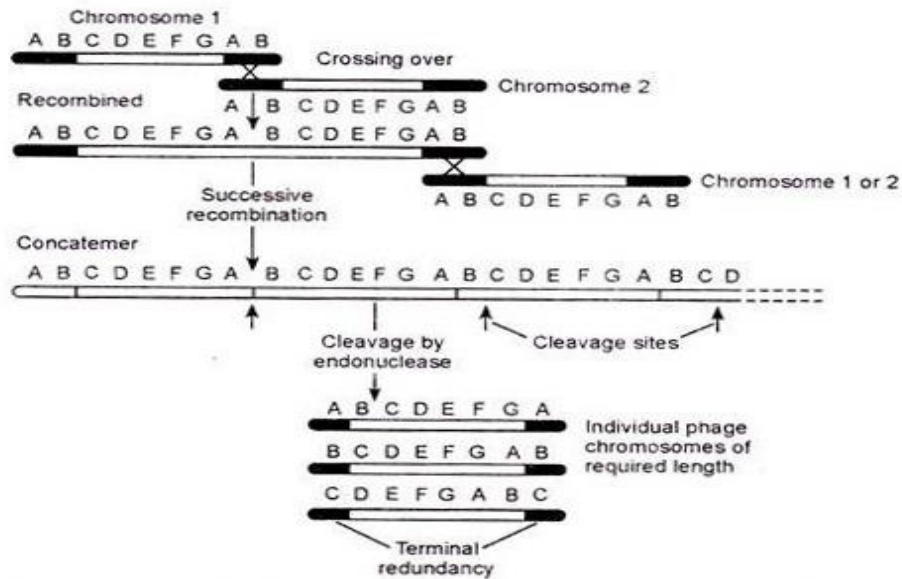 Chromosome 1
A B C D E F G A B
Crossing over
Chromosome 2
A B C D E F G A B
Recombined
A B C D E F G A B C D E F G A B
Chromosome 1 or 2
A B C D E F G A B
Successive
recombination
Concatemer
A B C D E F G A B C D E F G A B C D E F G A B C D
Cleavage by
endonuclease
Cleavage sites
A B C D E F G A
B C D E F G A B
C D E F G A B C
Individual phage
chromosomes of
required length
Terminal
redundancy